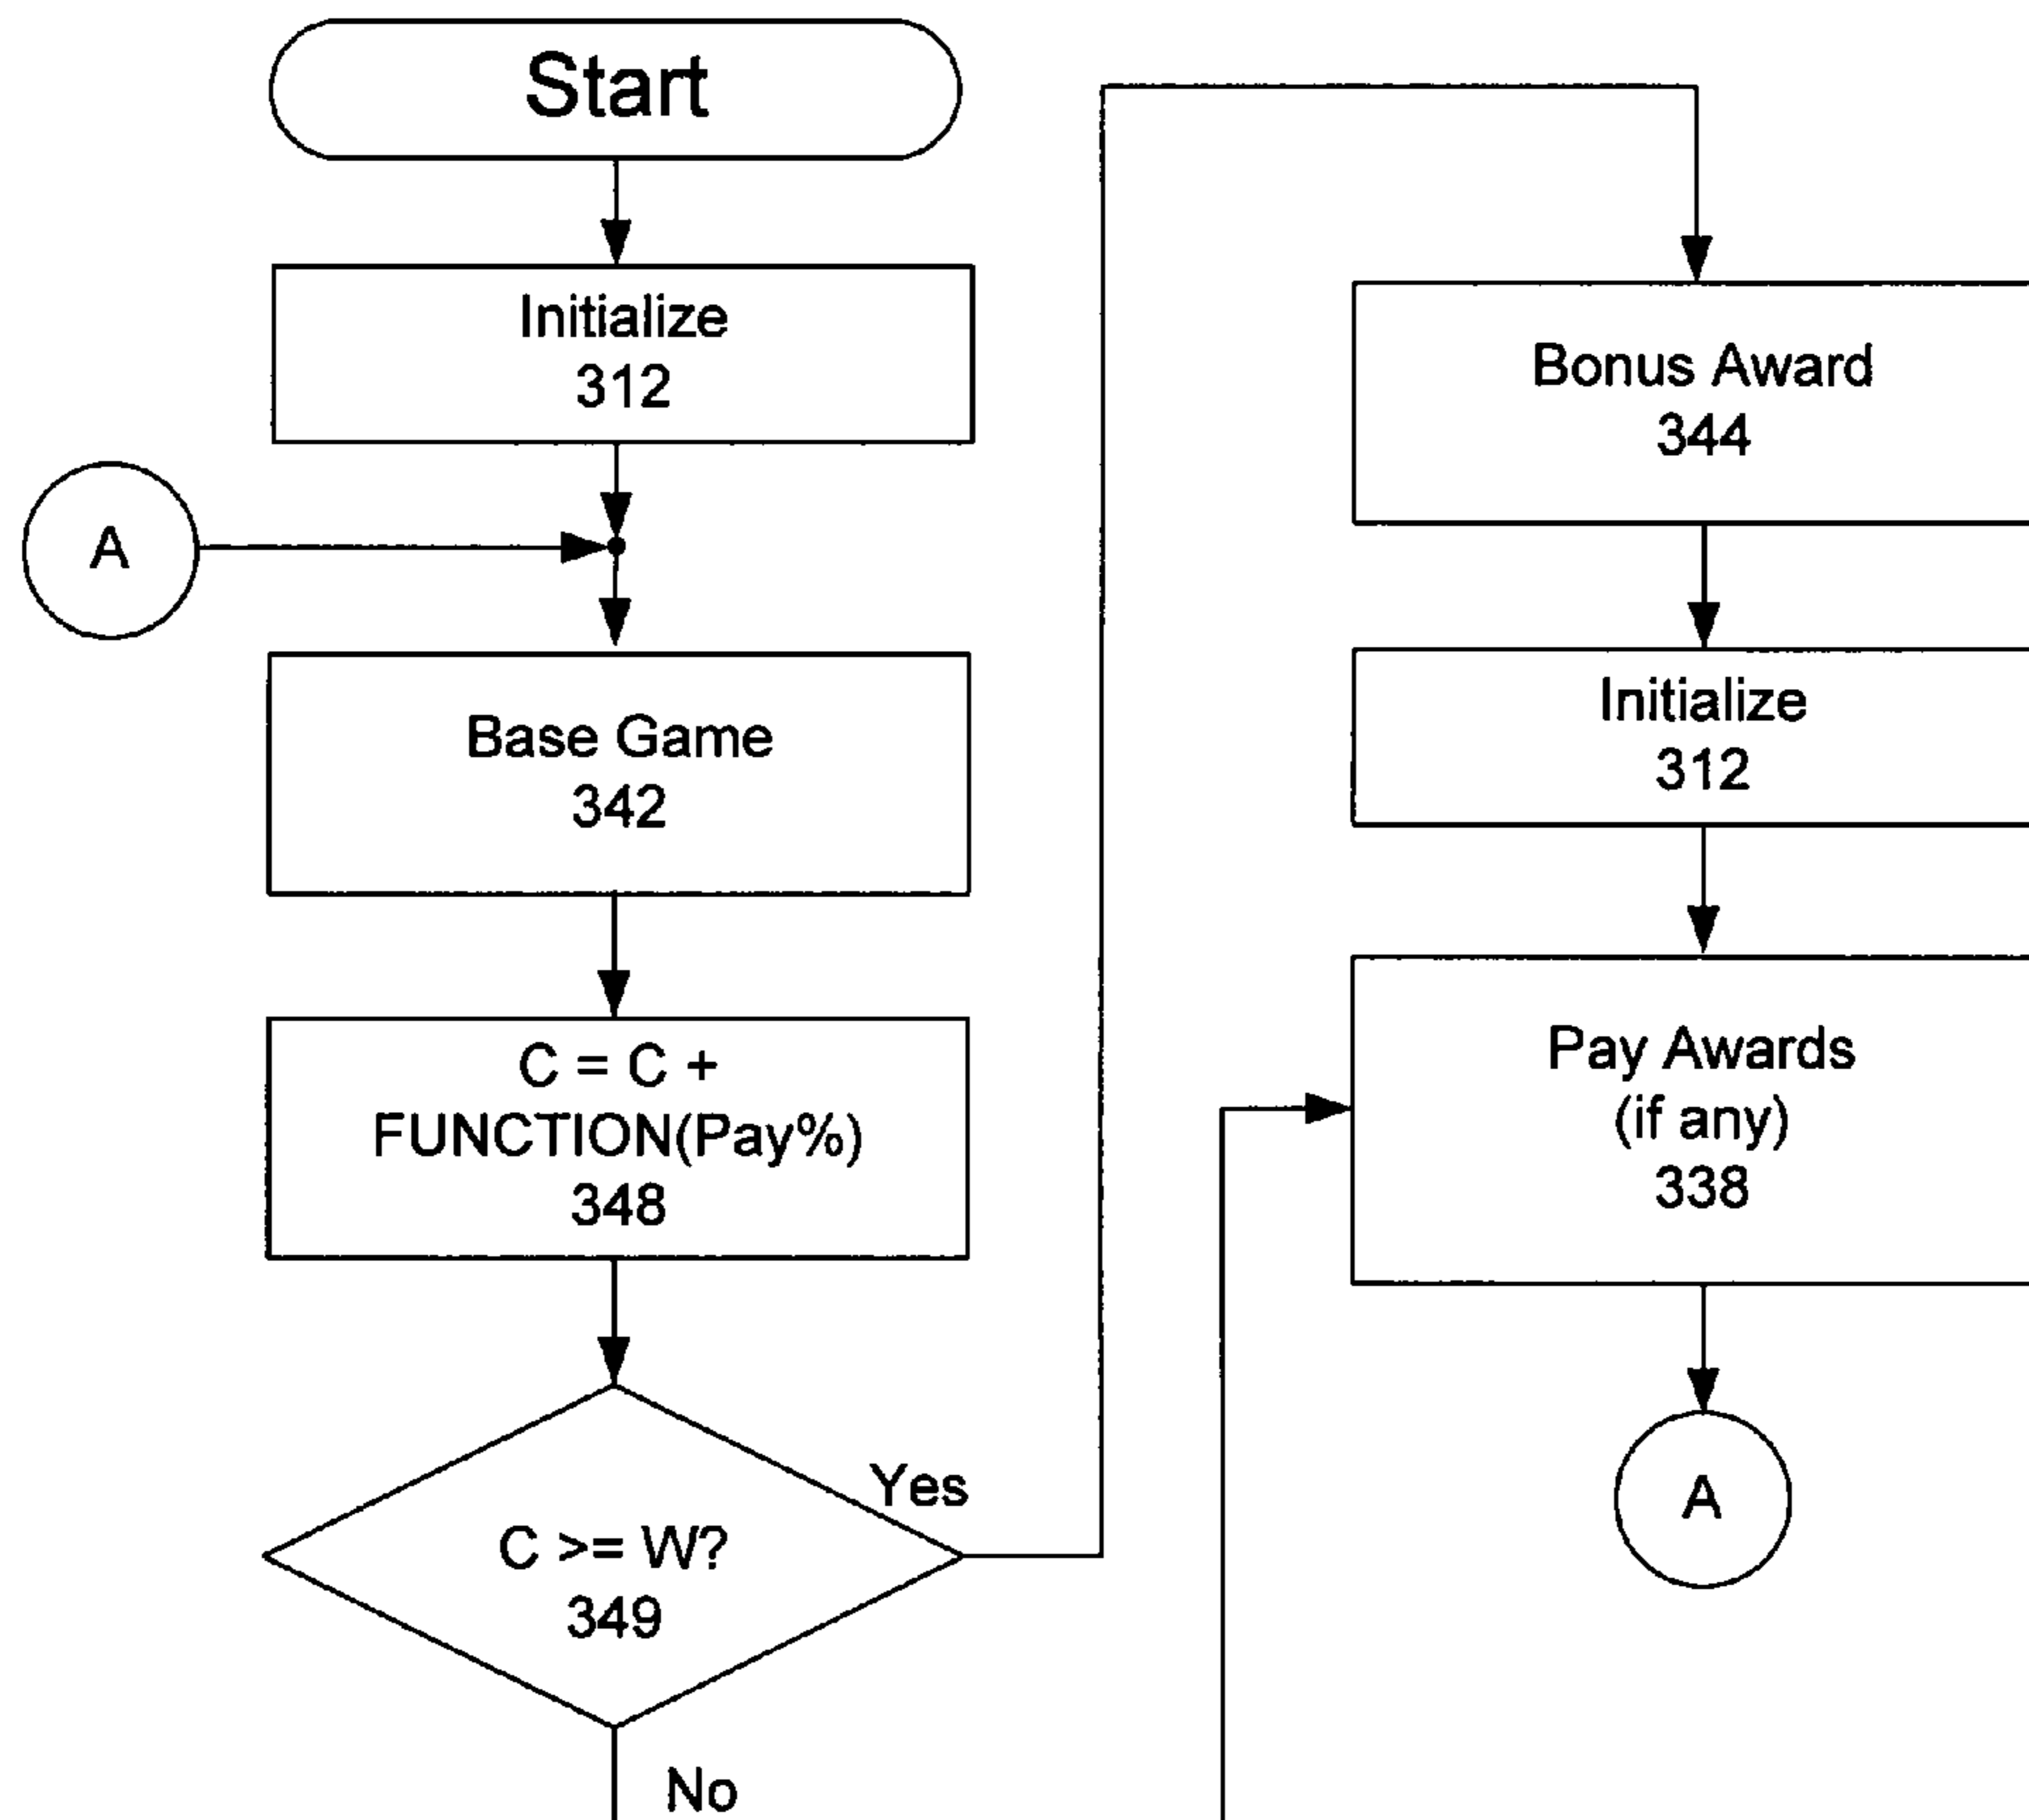 Start
Initialize
312
A
Base Game
342
C = C +
FUNCTION(Pay%)
348
Yes
C >= W?
349
No
Bonus Award
344
Initialize
312
Pay Awards
(if any)
338
A